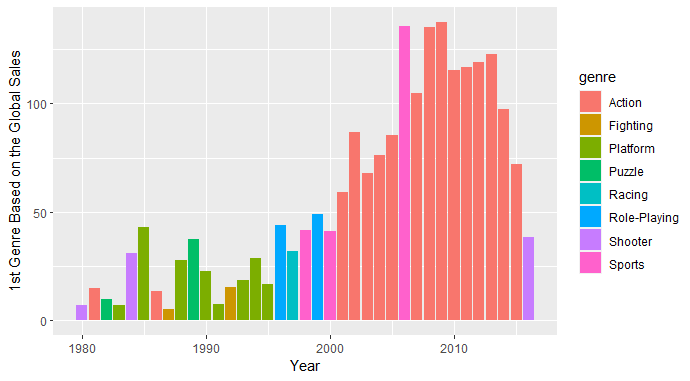 1st Genre Based on the Global Sales
100
50
0
1980
1990
2000
2010
Year
genre
Action
Fighting
Platform
Puzzle
Racing
Role-Playing
Shooter
Sports